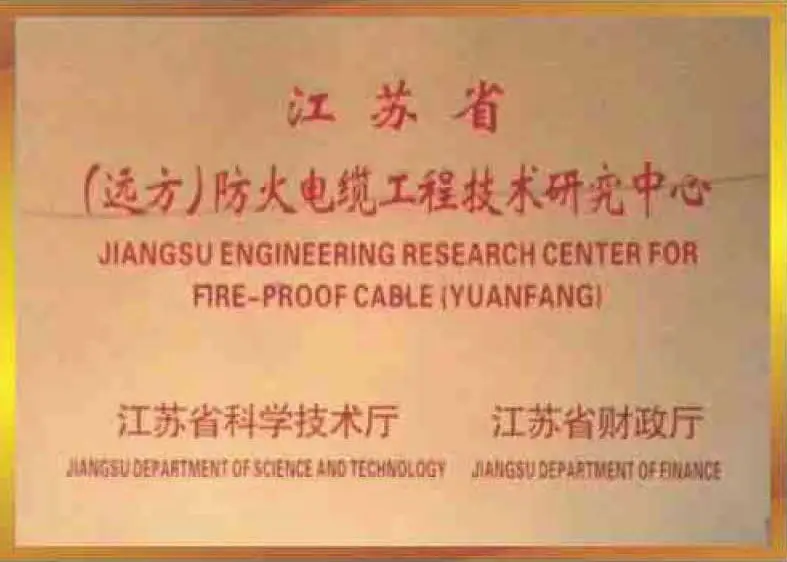 江苏省
（远方）防火电缆工程技术研究中心
JIANGSU ENGINEERING RESEARCH CENTER FOR
FIRE-PROOF CABLE (YUANFANG)
江苏省科学技术厅 江苏省财政厅
JIANGSU DEPARTMENT OF SCIENCE AND TECHNOLOGY JIANGSU DEPARTMENT OF FINANCE